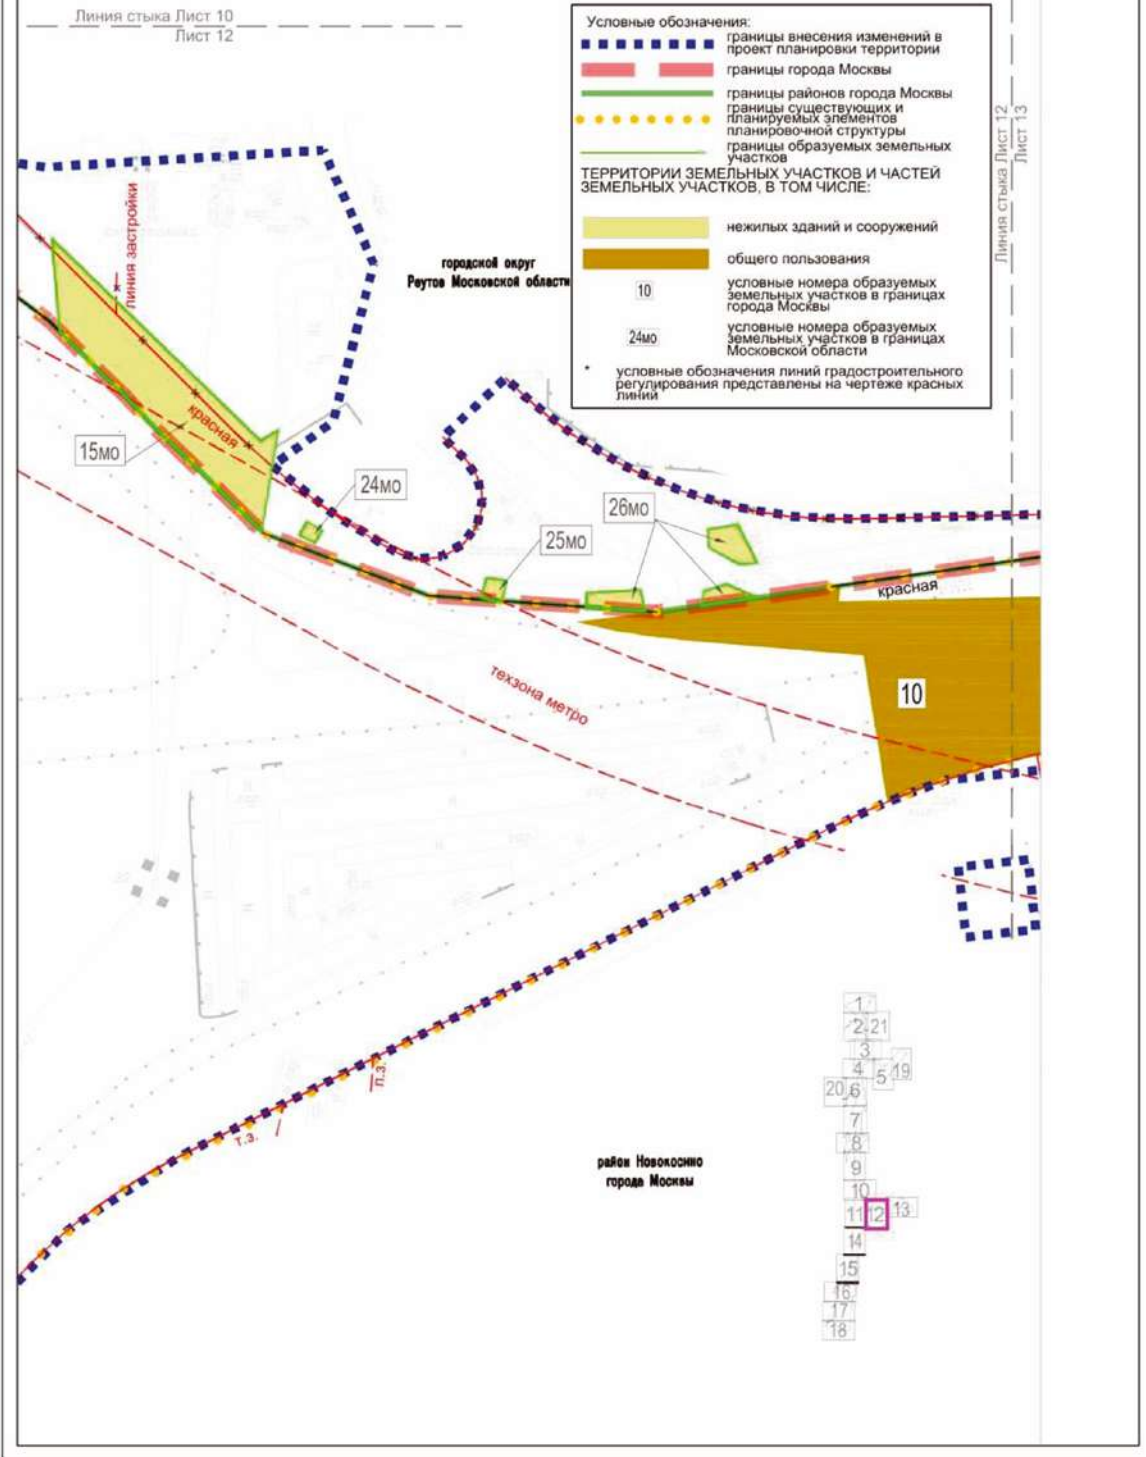 Линия стыка Лист 10
Лист 12
Условные обозначения:
границы внесения изменений в
проект планировки территории
границы города Москвы
границы районов города Москвы
границы существующих и
планируемых элементов
планировочной структуры
границы образуемых земельных
участков
ТЕРРИТОРИИ ЗЕМЕЛЬНЫХ УЧАСТКОВ И ЧАСТЕЙ
ЗЕМЕЛЬНЫХ УЧАСТКОВ, В ТОМ ЧИСЛЕ:
нежилых зданий и сооружений
общего пользования
10
условные номера образуемых
земельных участков в границах
города Москвы
24мо
условные номера образуемых
земельных участков в границах
Московской области
* условные обозначения линий градостроительного
регулирования представлены на чертеже красных
линий
Линия стыка Лист 12
Лист 13
линия застройки
городской округ
Реутов Московской области
красная
15мо
24мо
25мо
26мо
красная
техзона метро
10
п.з.
т.з.
район Новокосино
города Москвы
1
2 21
3
4 5 19
20 6
7
8
9
10
11 12 13
14
15
16
17
18